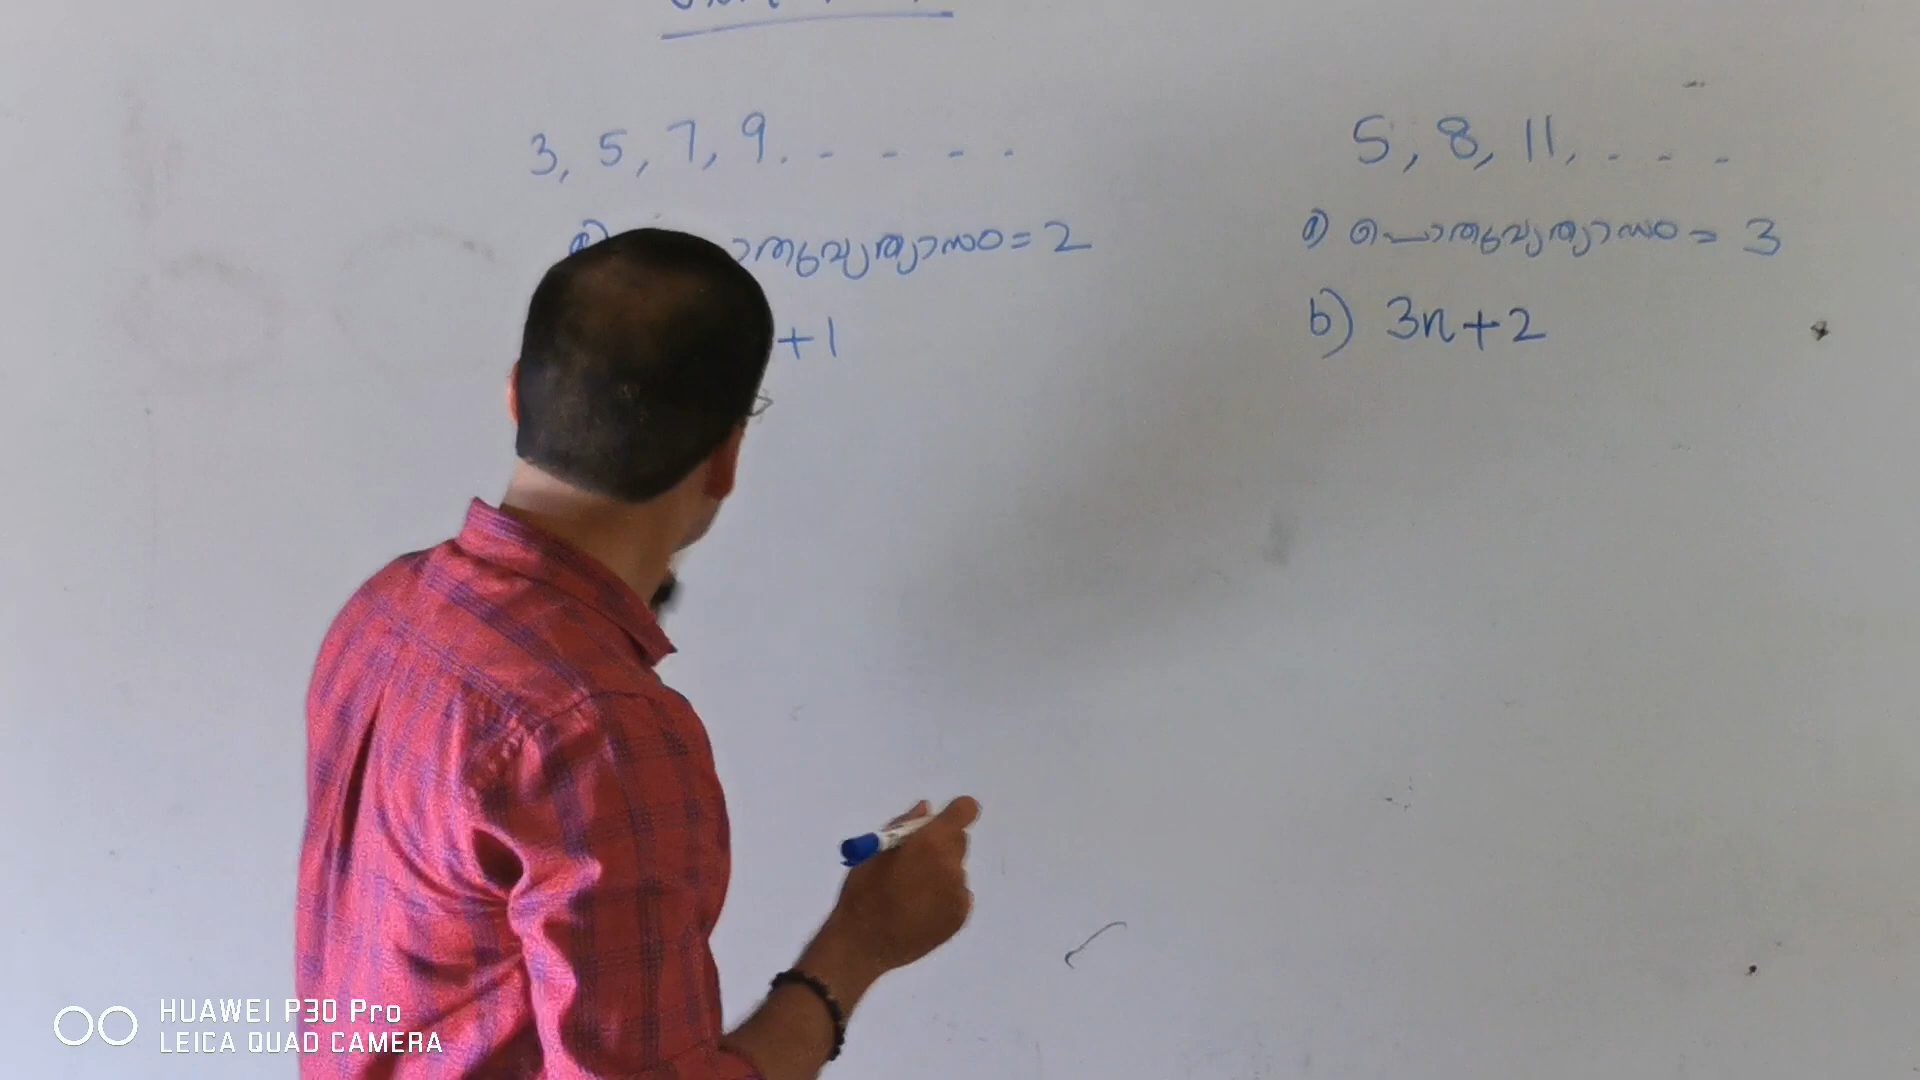 3, 5, 7, 9, - - - -
a) =2
+1
5, 8, 11, - - -
a) പൊതുവ്യത്യാസം = 3
b) 3n+2
HUAWEI P30 Pro
LEICA QUAD CAMERA